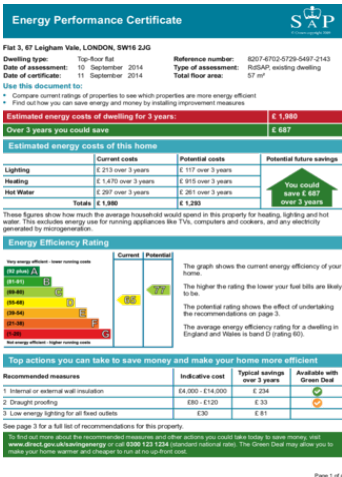 Energy Performance Certificate
SAP
Flat 3, 67 Leigham Vale, LONDON, SW16 2JG
Dwelling type: Top-floor flat Reference number: 8207-6702-5729-5497-2143
Date of assessment: 10 September 2014 Type of assessment: RdSAP, existing dwelling
Date of certificate: 11 September 2014 Total floor area: 57 m²
Use this document to:
• Compare current ratings of properties to see which properties are more energy efficient
• Find out how you can save energy and money by installing improvement measures
Estimated energy costs of dwelling for 3 years: £ 1,980
Over 3 years you could save £ 687
Estimated energy costs of this home
Current costs Potential costs Potential future savings
Lighting £ 213 over 3 years £ 117 over 3 years
Heating £ 1,470 over 3 years £ 915 over 3 years
Hot Water £ 297 over 3 years £ 261 over 3 years
Totals £ 1,980 £ 1,293
You could
save £ 687
over 3 years
These figures show how much the average household would spend in this property for heating, lighting and hot
water. This excludes energy use for running appliances like TVs, computers and cookers, and any electricity
generated by microgeneration.
Energy Efficiency Rating
Current Potential
Very energy efficient - lower running costs
(92 plus) A
(81-91) B
(69-80) C
(55-68) D
(39-54) E
(21-38) F
(1-20) G
Not energy efficient - higher running costs
65
77
The graph shows the current energy efficiency of your
home.
The higher the rating the lower your fuel bills are likely
to be.
The potential rating shows the effect of undertaking
the recommendations on page 3.
The average energy efficiency rating for a dwelling in
England and Wales is band D (rating 60).
Top actions you can take to save money and make your home more efficient
Recommended measures Indicative cost Typical savings over 3 years Available with Green Deal
1 Internal or external wall insulation £4,000 - £14,000 £ 234
2 Draught proofing £80 - £120 £ 33
3 Low energy lighting for all fixed outlets £30 £ 81
See page 3 for a full list of recommendations for this property.
To find out more about the recommended measures and other actions you could take today to save money, visit
www.direct.gov.uk/savingenergy or call 0300 123 1234 (standard national rate). The Green Deal may allow you to
make your home warmer and cheaper to run at no up-front cost.